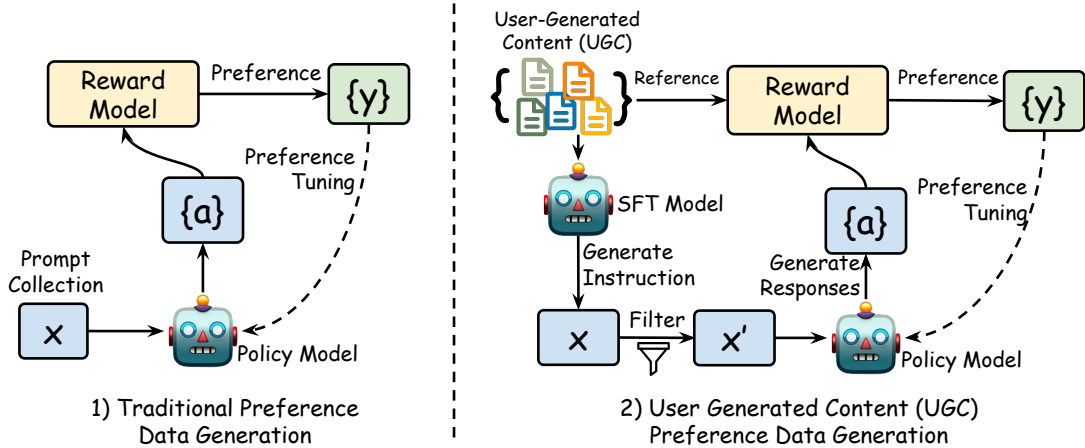 Reward
Model
Preference
{y}
Preference
Tuning
{a}
Prompt
Collection
x
Policy Model
1) Traditional Preference
Data Generation
User-Generated
Content (UGC)
{ }
Reference
Reward
Model
Preference
{y}
SFT Model
Preference
Tuning
{a}
Generate
Instruction
Generate
Responses
x
Filter
x'
Policy Model
2) User Generated Content (UGC)
Preference Data Generation